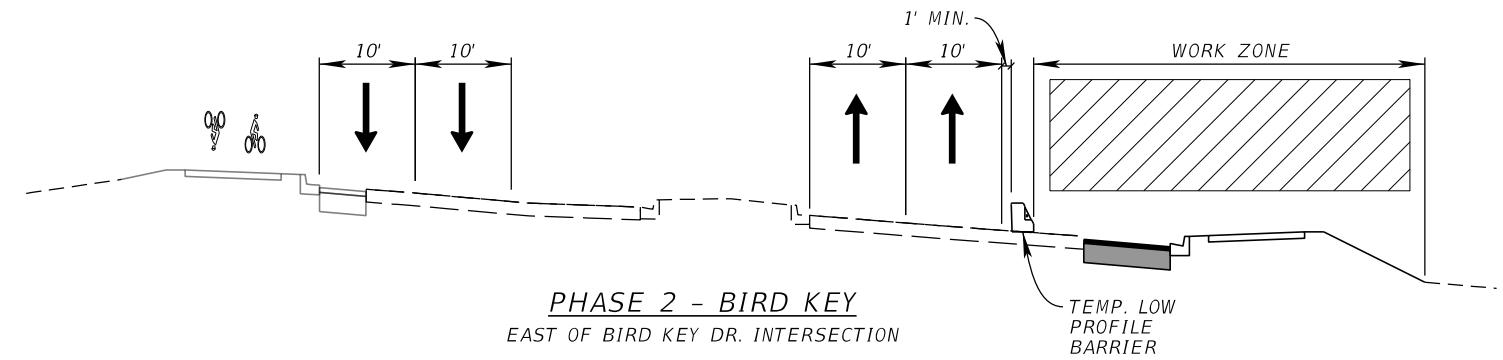 1' MIN.
10' 10' 10' 10' WORK ZONE
PHASE 2 - BIRD KEY
EAST OF BIRD KEY DR. INTERSECTION
TEMP. LOW
PROFILE
BARRIER